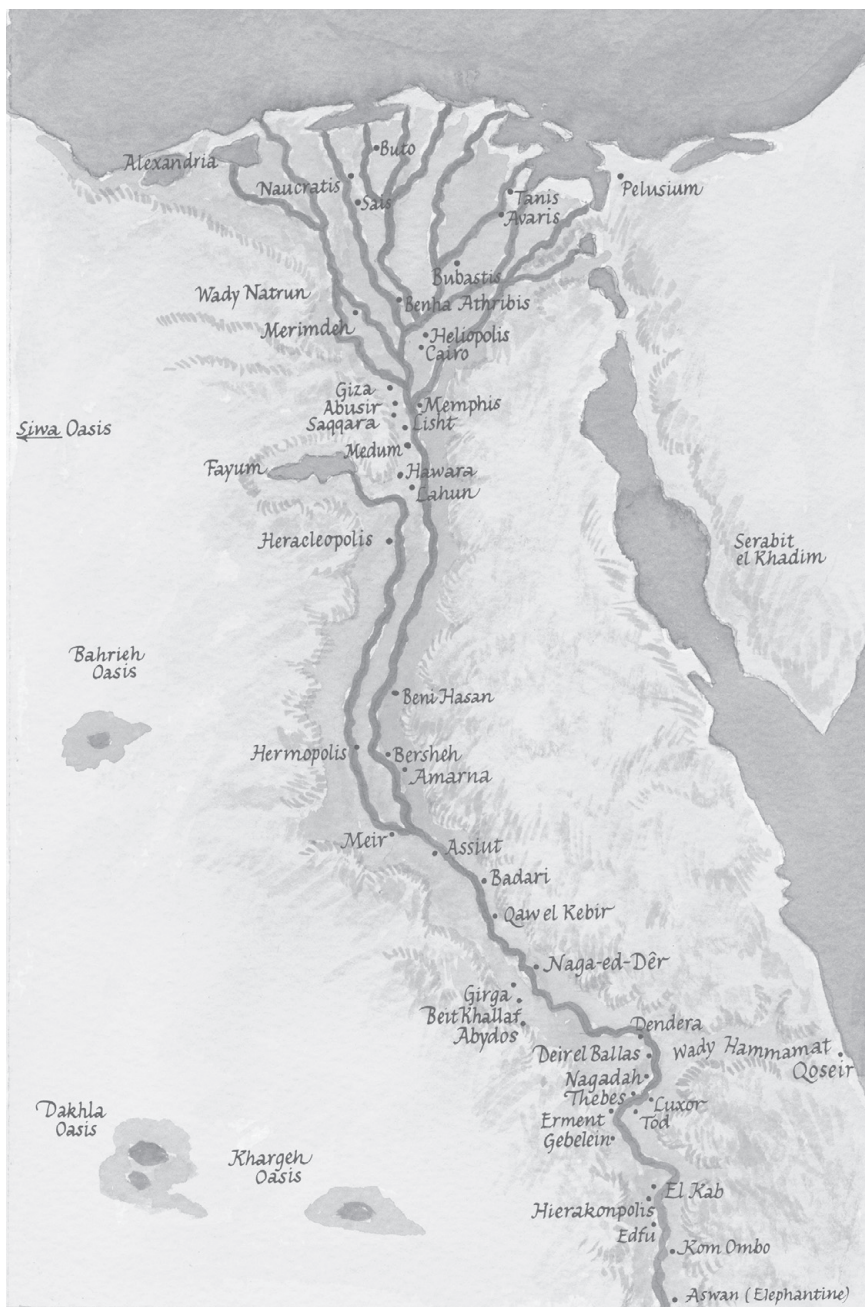 Alexandria
Buto
Naucratis
Sais
Tanis
Avaris
Pelusium
Bubastis
Wady Natrun
Benha Athribis
Merimdeh
Heliopolis
Cairo
Giza
Abusir
Memphis
Saqqara
Lisht
Siwa Oasis
Medum
Fayum
Hawara
Lahun
Heracleopolis
Serabit
el Khadim
Bahrieh
Oasis
Beni Hasan
Hermopolis
Bersheh
Amarna
Meir
Assiut
Badari
Qaw el Kebir
Naga-ed-Dêr
Girga
Beit Khallaf
Abydos
Dendera
Deir el Ballas
Wady Hammamat
Qoseir
Nagadah
Thebes
Luxor
Erment
Tod
Gebelein
Dakhla
Oasis
Khargeh
Oasis
El Kab
Hierakonpolis
Edfu
Kom Ombo
Aswan (Elephantine)